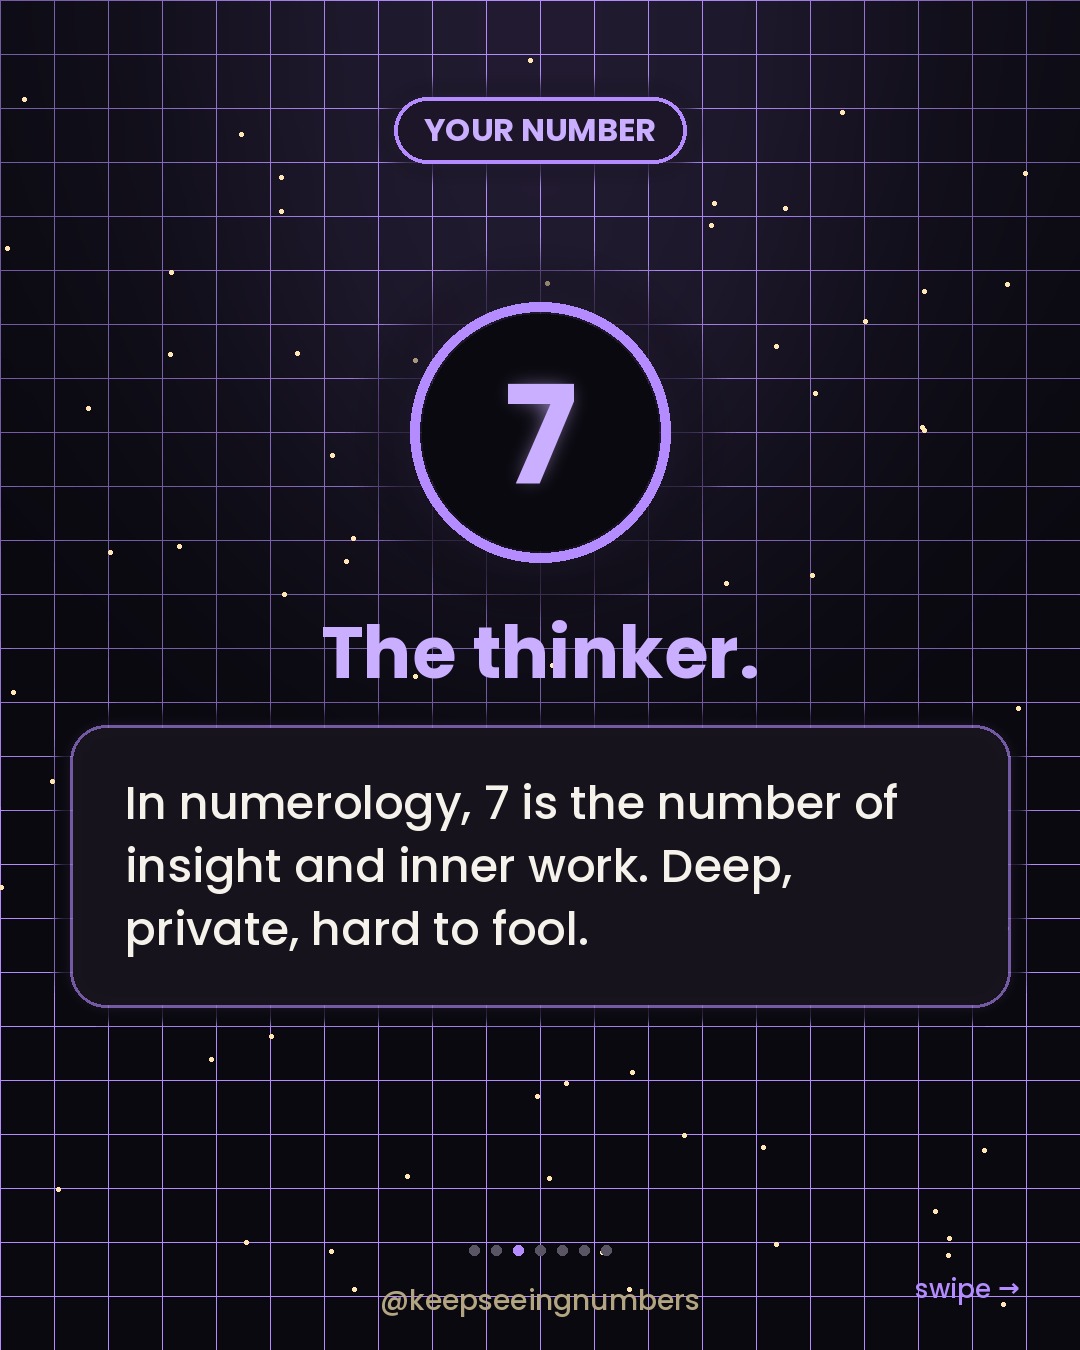 YOUR NUMBER
7
The thinker.
In numerology, 7 is the number of
insight and inner work. Deep,
private, hard to fool.
@keepseeingnumbers
swipe →